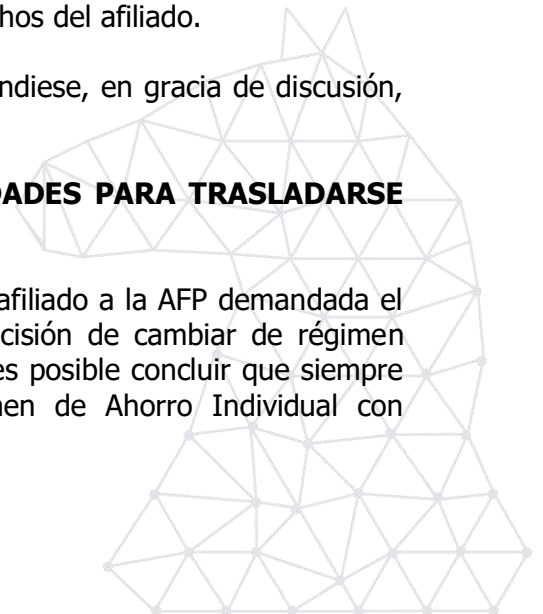 hos del afiliado.
ndiese, en gracia de discusión,
DADES PARA TRASLADARSE
afiliado a la AFP demandada el
cisión de cambiar de régimen
es posible concluir que siempre
nen de Ahorro Individual con